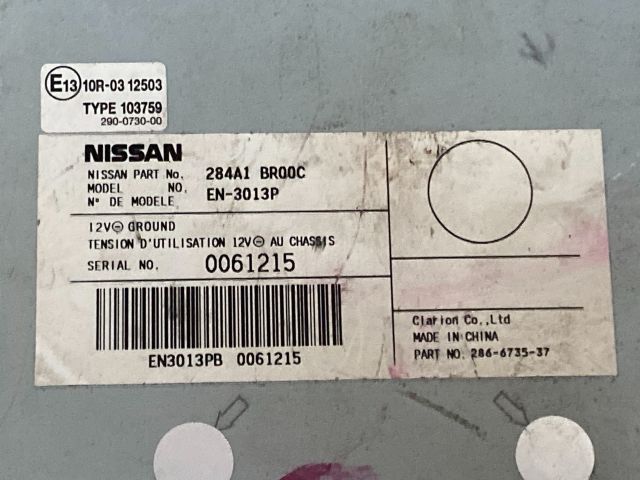 E13 10R-03 12503
TYPE 103759
290-0730-00
NISSAN
NISSAN PART No. 284A1 BR00C
MODEL NO.
N° DE MODELE EN-3013P
12V⊖ GROUND
TENSION D'UTILISATION 12V⊖ AU CHASSIS
SERIAL NO. 0061215
EN3013PB 0061215
Clarion Co.,Ltd
MADE IN CHINA
PART NO. 286-6735-37